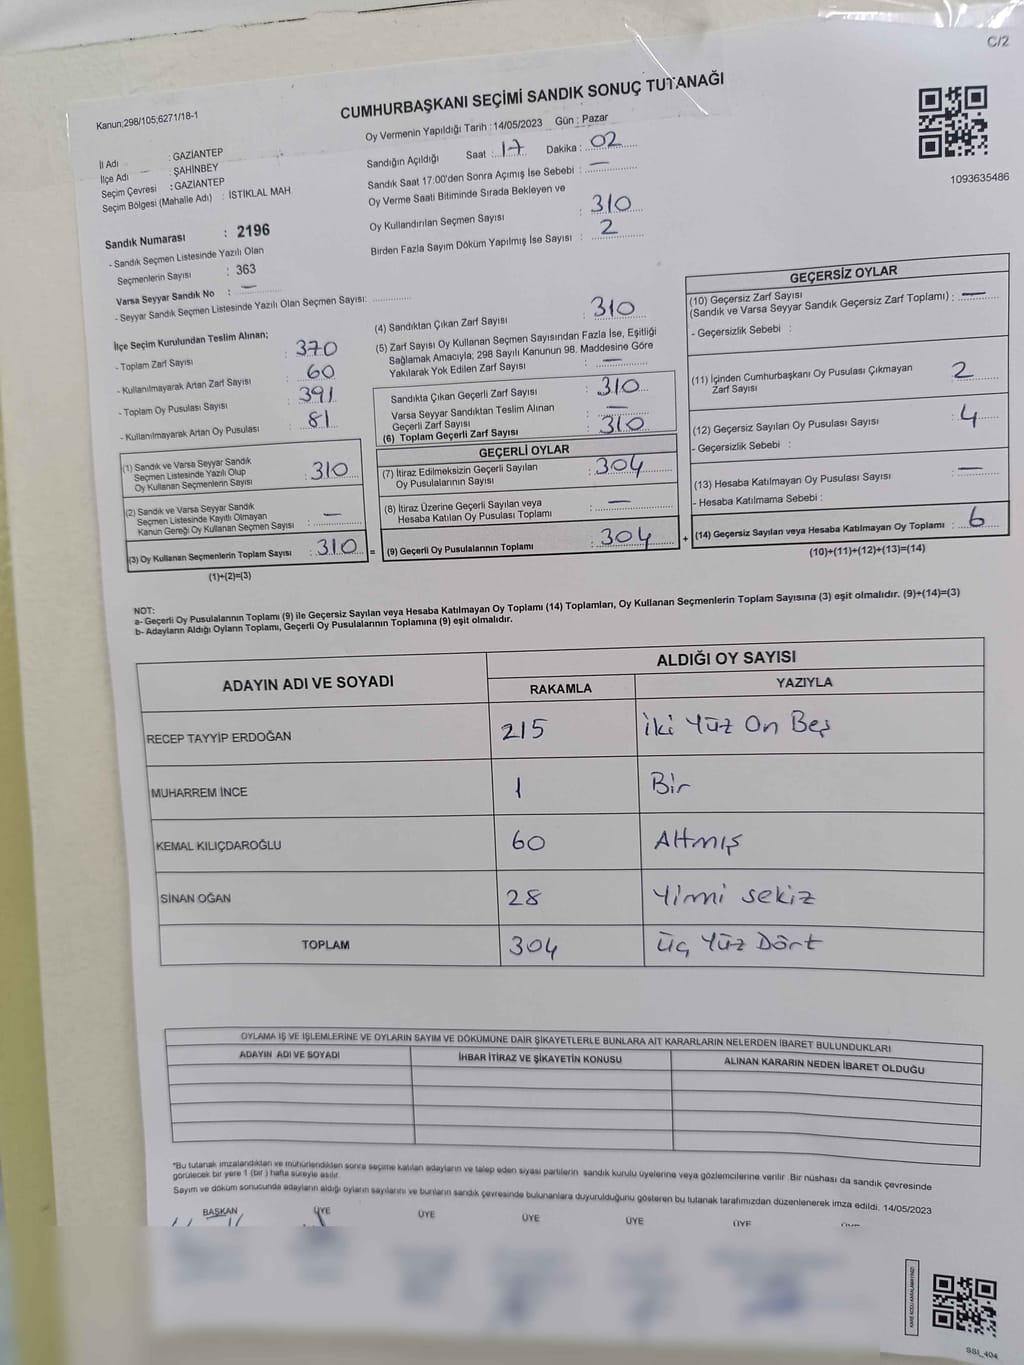 C/2
Kanun;298/105;6271/18-1
CUMHURBAŞKANI SEÇİMİ SANDIK SONUÇ TUTANAĞI
1093635486
İl Adı : GAZİANTEP
İlçe Adı : ŞAHİNBEY
Seçim Çevresi : GAZİANTEP
Seçim Bölgesi (Mahalle Adı) : İSTİKLAL MAH.
Sandık Numarası : 2196
- Sandık Seçmen Listesinde Yazılı Olan
Seçmenlerin Sayısı : 363
Varsa Seyyar Sandık No : —
- Seyyar Sandık Seçmen Listesinde Yazılı Olan Seçmen Sayısı: ............
Oy Vermenin Yapıldığı Tarih : 14/05/2023 Gün : Pazar
Sandığın Açıldığı Saat : 17 Dakika : 02
Sandık Saat 17.00'den Sonra Açımış İse Sebebi : —
Oy Verme Saati Bitiminde Sırada Bekleyen ve
Oy Kullandırılan Seçmen Sayısı : 310
Birden Fazla Sayım Döküm Yapılmış İse Sayısı : 2
İlçe Seçim Kurulundan Teslim Alınan;
- Toplam Zarf Sayısı : 370
- Kullanılmayarak Artan Zarf Sayısı : 60
- Toplam Oy Pusulası Sayısı : 391
- Kullanılmayarak Artan Oy Pusulası : 81
(1) Sandık ve Varsa Seyyar Sandık
Seçmen Listesinde Yazılı Olup
Oy Kullanan Seçmenlerin Sayısı : 310
(2) Sandık ve Varsa Seyyar Sandık
Seçmen Listesinde Kayıtlı Olmayan
Kanun Gereği Oy Kullanan Seçmen Sayısı : —
(3) Oy Kullanan Seçmenlerin Toplam Sayısı : 310 =
(1)+(2)=(3)
(4) Sandıktan Çıkan Zarf Sayısı : 310
(5) Zarf Sayısı Oy Kullanan Seçmen Sayısından Fazla İse, Eşitliği
Sağlamak Amacıyla; 298 Sayılı Kanunun 98. Maddesine Göre
Yakılarak Yok Edilen Zarf Sayısı : —
Sandıkta Çıkan Geçerli Zarf Sayısı : 310
Varsa Seyyar Sandıktan Teslim Alınan
Geçerli Zarf Sayısı : —
(6) Toplam Geçerli Zarf Sayısı : 310
GEÇERLİ OYLAR
(7) İtiraz Edilmeksizin Geçerli Sayılan
Oy Pusulalarının Sayısı : 304
(8) İtiraz Üzerine Geçerli Sayılan veya
Hesaba Katılan Oy Pusulası Toplamı : —
(9) Geçerli Oy Pusulalarının Toplamı : 304 +
GEÇERSİZ OYLAR
(10) Geçersiz Zarf Sayısı
(Sandık ve Varsa Seyyar Sandık Geçersiz Zarf Toplamı) : —
- Geçersizlik Sebebi :
(11) İçinden Cumhurbaşkanı Oy Pusulası Çıkmayan
Zarf Sayısı 2
(12) Geçersiz Sayılan Oy Pusulası Sayısı : 4
- Geçersizlik Sebebi :
(13) Hesaba Katılmayan Oy Pusulası Sayısı : —
- Hesaba Katılmama Sebebi :
(14) Geçersiz Sayılan veya Hesaba Katılmayan Oy Toplamı : 6
(10)+(11)+(12)+(13)=(14)
NOT:
a- Geçerli Oy Pusulalarının Toplamı (9) ile Geçersiz Sayılan veya Hesaba Katılmayan Oy Toplamı (14) Toplamları, Oy Kullanan Seçmenlerin Toplam Sayısına (3) eşit olmalıdır. (9)+(14)=(3)
b- Adayların Aldığı Oyların Toplamı, Geçerli Oy Pusulalarının Toplamına (9) eşit olmalıdır.
ADAYIN ADI VE SOYADI ALDIĞI OY SAYISI
RAKAMLA YAZIYLA
RECEP TAYYİP ERDOĞAN 215 İki Yüz On Beş
MUHARREM İNCE 1 Bir
KEMAL KILIÇDAROĞLU 60 Altmış
SİNAN OĞAN 28 Yirmi sekiz
TOPLAM 304 Üç Yüz Dört
OYLAMA İŞ VE İŞLEMLERİNE VE OYLARIN SAYIM VE DÖKÜMÜNE DAİR ŞİKAYETLERLE BUNLARA AİT KARARLARIN NELERDEN İBARET BULUNDUKLARI
ADAYIN ADI VE SOYADI İHBAR İTİRAZ VE ŞİKAYETİN KONUSU ALINAN KARARIN NEDEN İBARET OLDUĞU
*Bu tutanak imzalandıktan ve mühürlendikten sonra seçime katılan adayların ve talep eden siyasi partilerin sandık kurulu üyelerine veya gözlemcilerine verilir. Bir nüshası da sandık çevresinde
görülecek bir yere 1 (bir ) hafta süreyle asılır.
Sayım ve döküm sonucunda adayların aldığı oyların sayılarını ve bunların sandık çevresinde bulunanlara duyurulduğunu gösteren bu tutanak tarafımızdan düzenlenerek imza edildi. 14/05/2023
BAŞKAN ÜYE ÜYE ÜYE ÜYE ÜYE ÜYE
KARE KODU KARALAMAYINIZ!
SSL_404